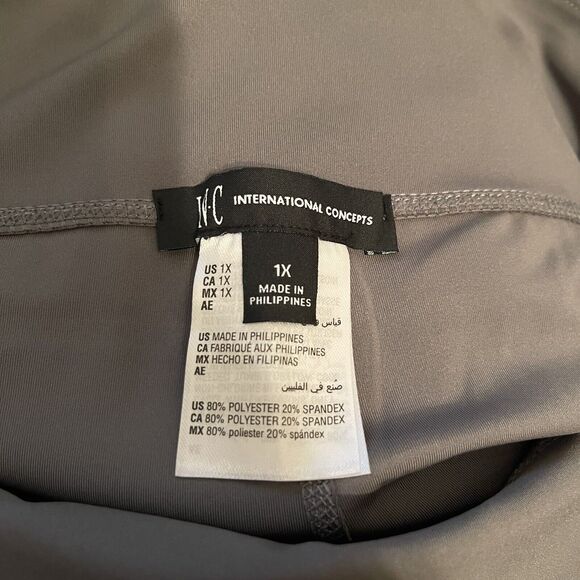 I·N·C INTERNATIONAL CONCEPTS
1X
MADE IN
PHILIPPINES
US 1X
CA 1X
MX 1X
AE
قياس
US MADE IN PHILIPPINES
CA FABRIQUÉ AUX PHILIPPINES
MX HECHO EN FILIPINAS
AE
صنع في الفلبين
US 80% POLYESTER 20% SPANDEX
CA 80% POLYESTER 20% SPANDEX
MX 80% poliester 20% spándex